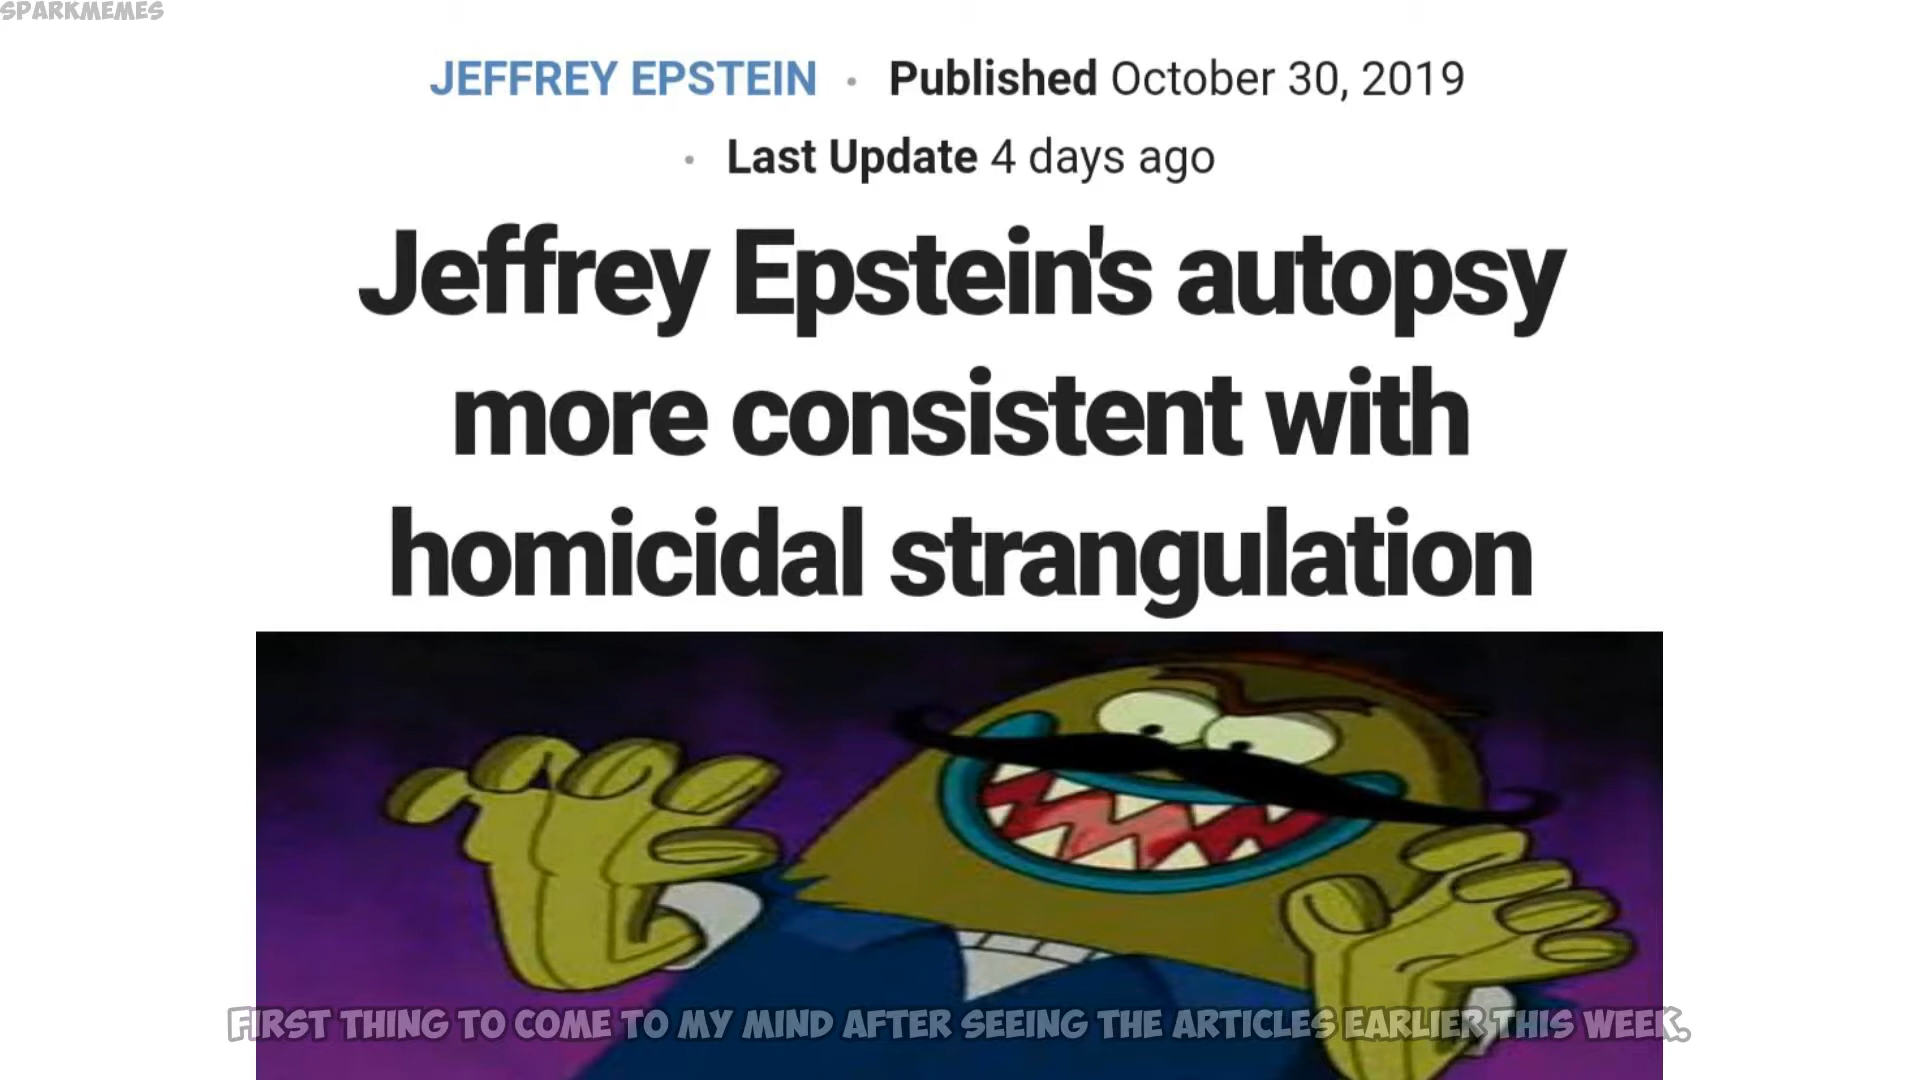 SPARKMEMES
JEFFREY EPSTEIN · Published October 30, 2019
· Last Update 4 days ago
Jeffrey Epstein's autopsy
more consistent with
homicidal strangulation
FIRST THING TO COME TO MY MIND AFTER SEEING THE ARTICLES EARLIER THIS WEEK.